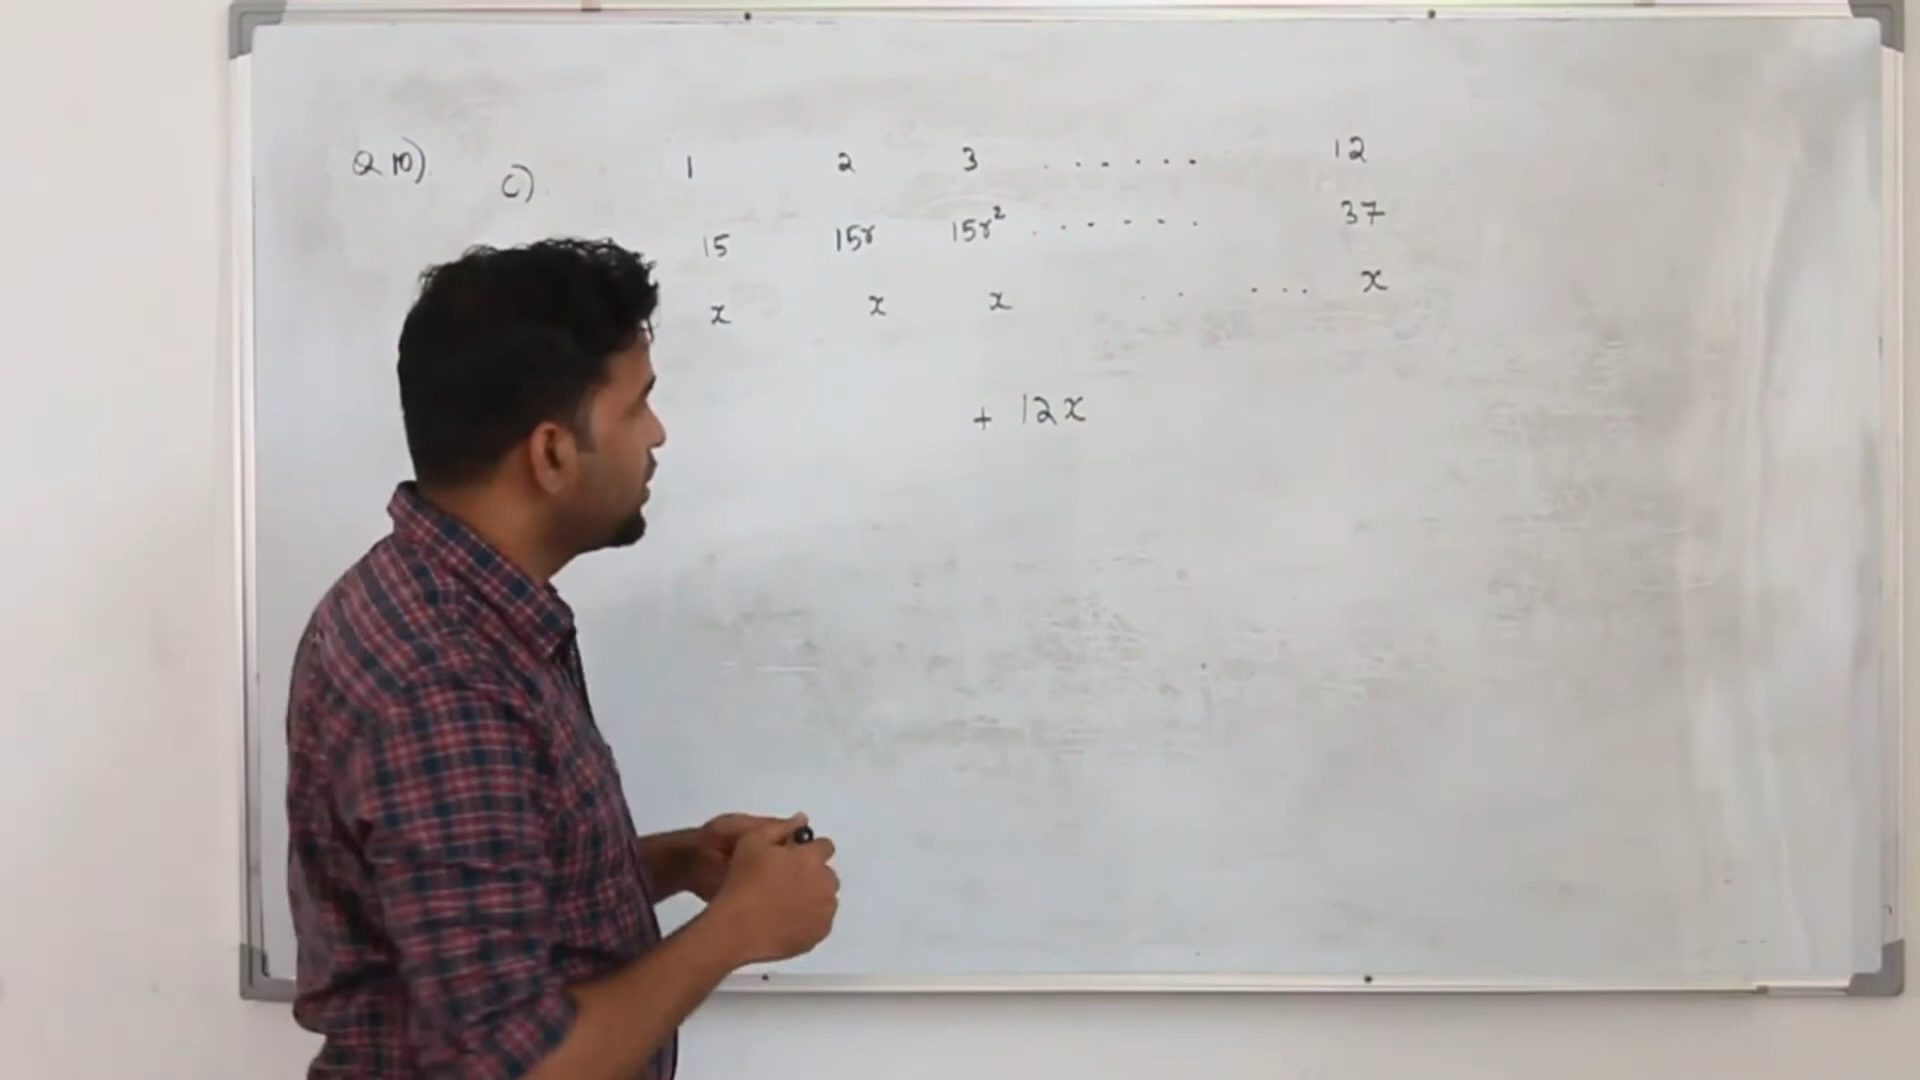 Q 10). c) 1 2 3 . . . . . . 12
15 15r 15r² . . . . . . 37
x x x . . . . . x
+ 12x